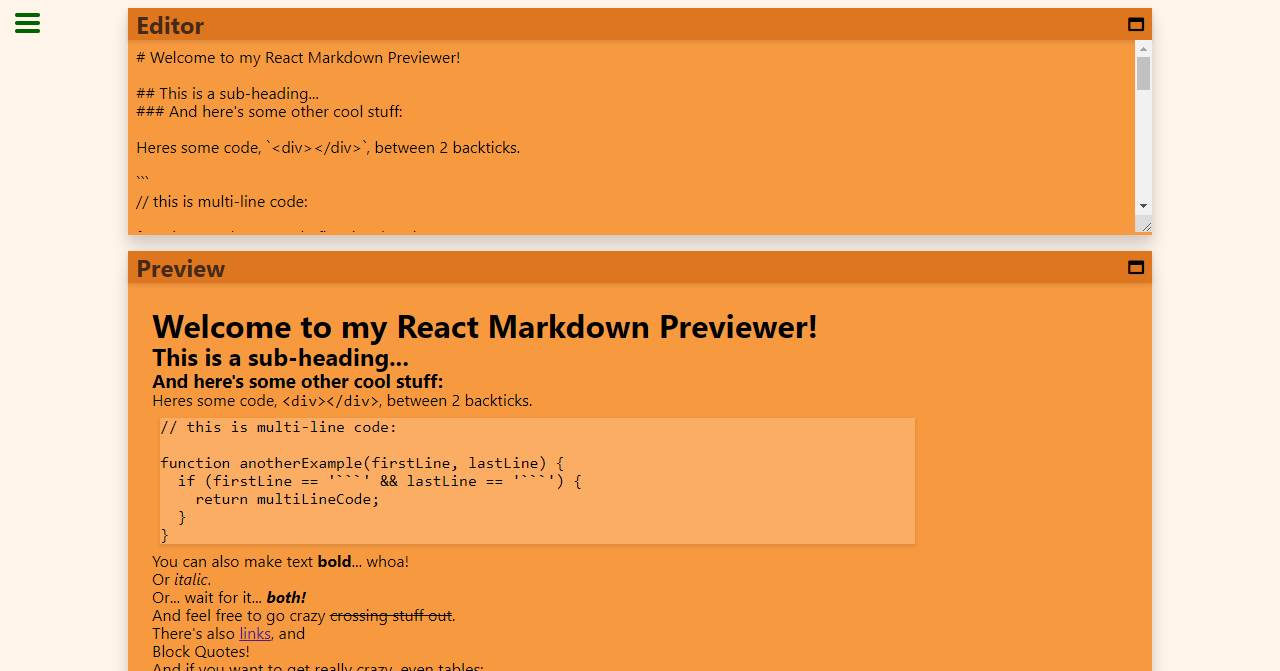 Editor
# Welcome to my React Markdown Previewer!
## This is a sub-heading...
### And here's some other cool stuff:
Heres some code, `<div></div>`, between 2 backticks.
```
// this is multi-line code:
Preview
Welcome to my React Markdown Previewer!
This is a sub-heading...
And here's some other cool stuff:
Heres some code, <div></div>, between 2 backticks.
// this is multi-line code:
function anotherExample(firstLine, lastLine) {
  if (firstLine == '```' && lastLine == '```') {
    return multiLineCode;
  }
}
You can also make text bold... whoa!
Or italic.
Or... wait for it... both!
And feel free to go crazy crossing stuff out.
There's also links, and
Block Quotes!
And if you want to get really crazy, even tables: